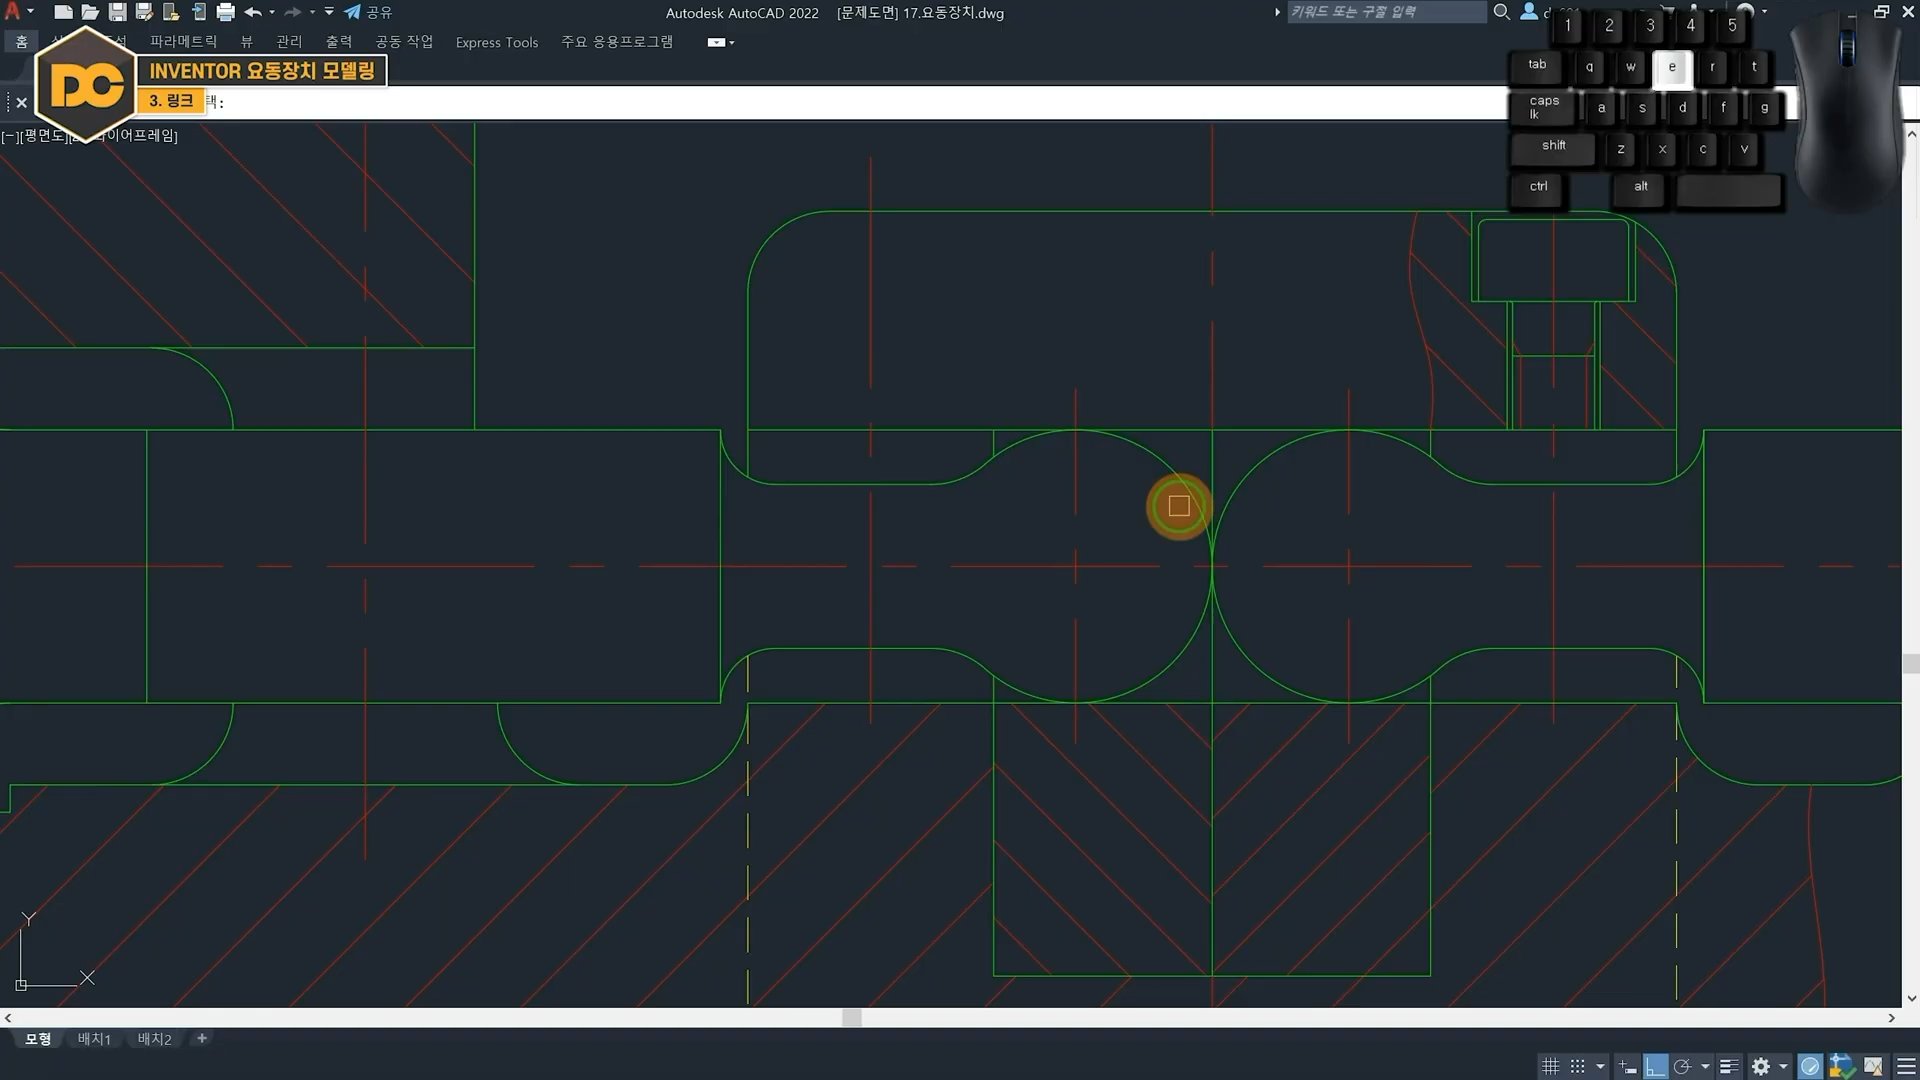 공유
Autodesk AutoCAD 2022 [문제도면] 17.요동장치.dwg
키워드 또는 구절 입력
홈
파라메트릭 뷰 관리 출력 공동 작업 Express Tools 주요 응용프로그램
DC
INVENTOR 요동장치 모델링
3. 링크
택:
[−][평면도]
이어프레임]
1 2 3 4 5
tab q w e r t
caps lk a s d f g
shift z x c v
ctrl alt
Y
X
모형 배치1 배치2 +